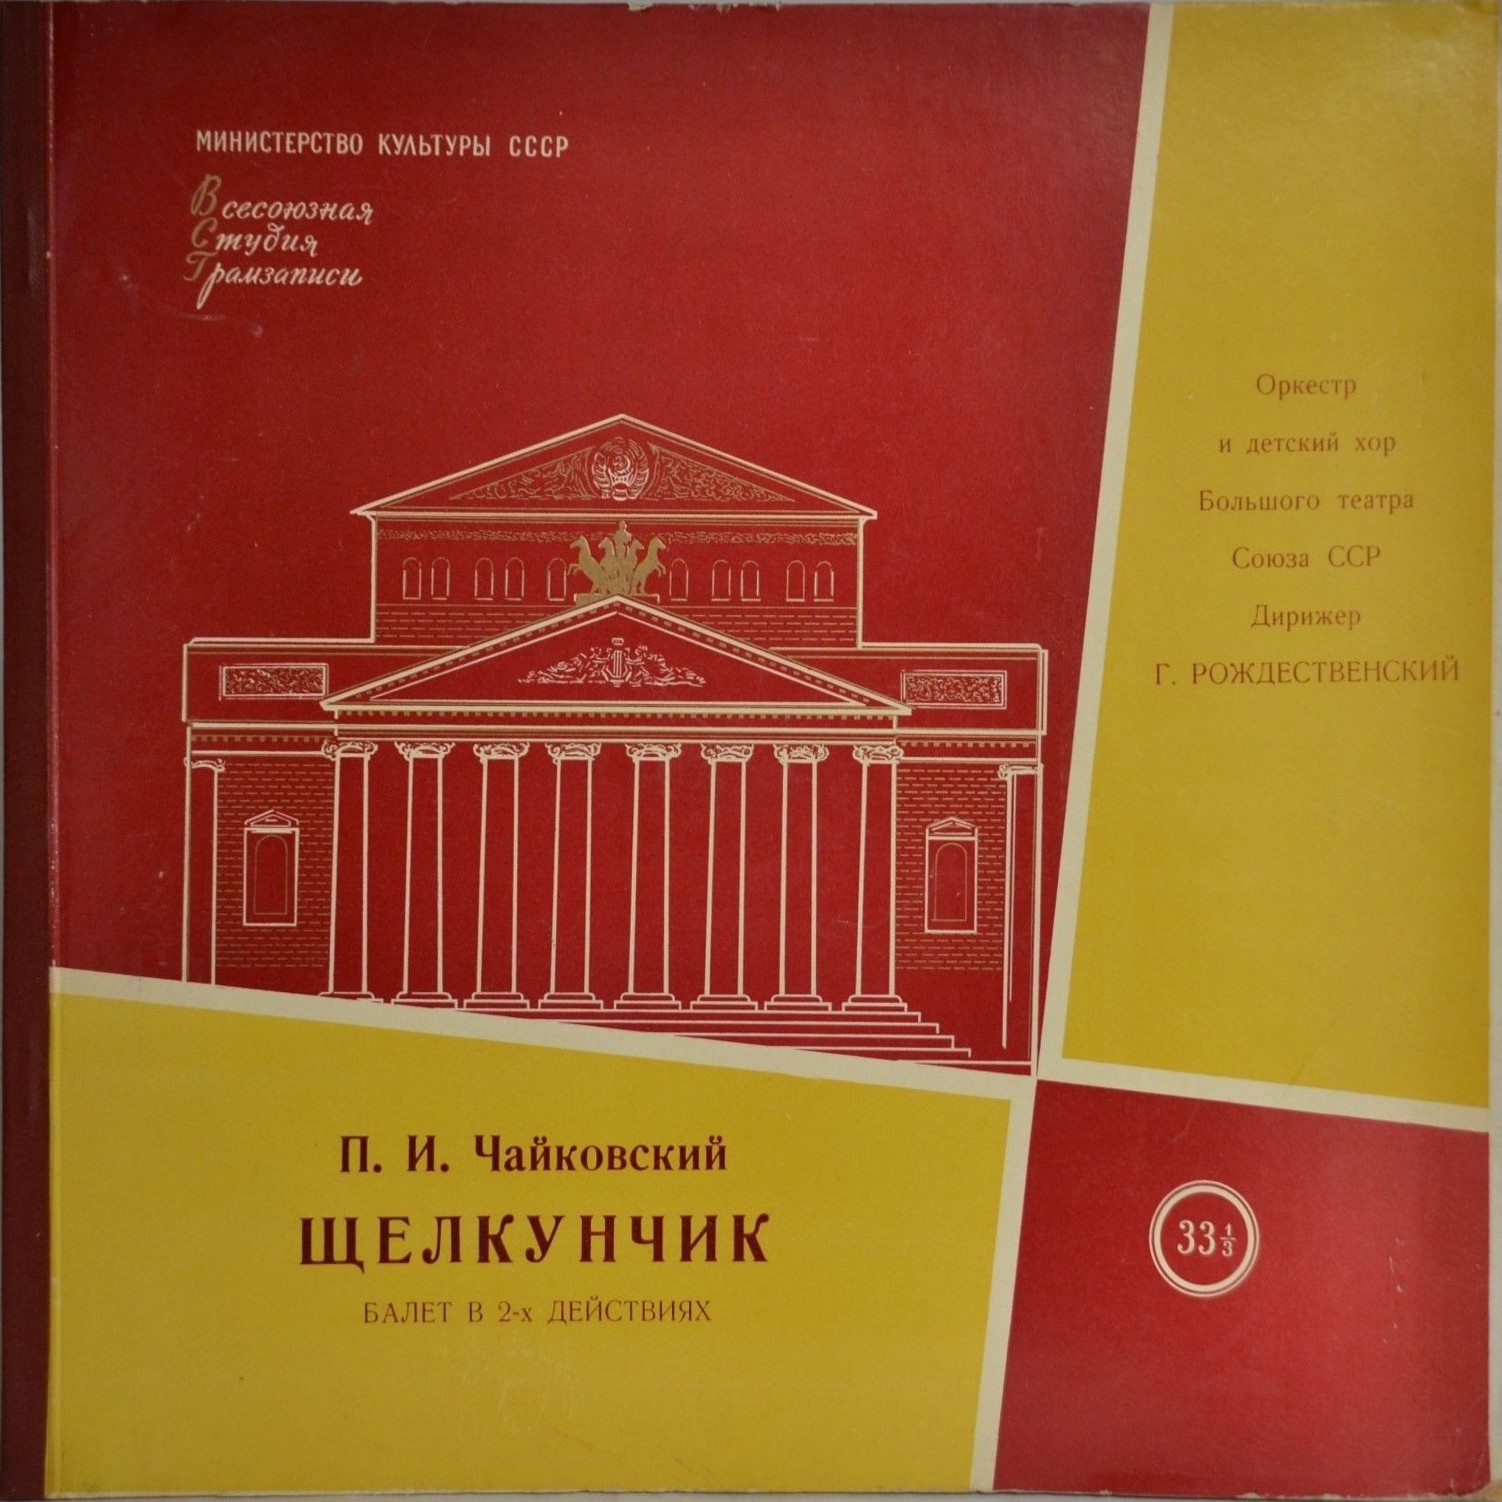 МИНИСТЕРСТВО КУЛЬТУРЫ СССР
Всесоюзная
Студия
Грамзаписи
Оркестр
и детский хор
Большого театра
Союза ССР
Дирижер
Г. РОЖДЕСТВЕНСКИЙ
П. И. Чайковский
ЩЕЛКУНЧИК
БАЛЕТ В 2-х ДЕЙСТВИЯХ
33 1/3